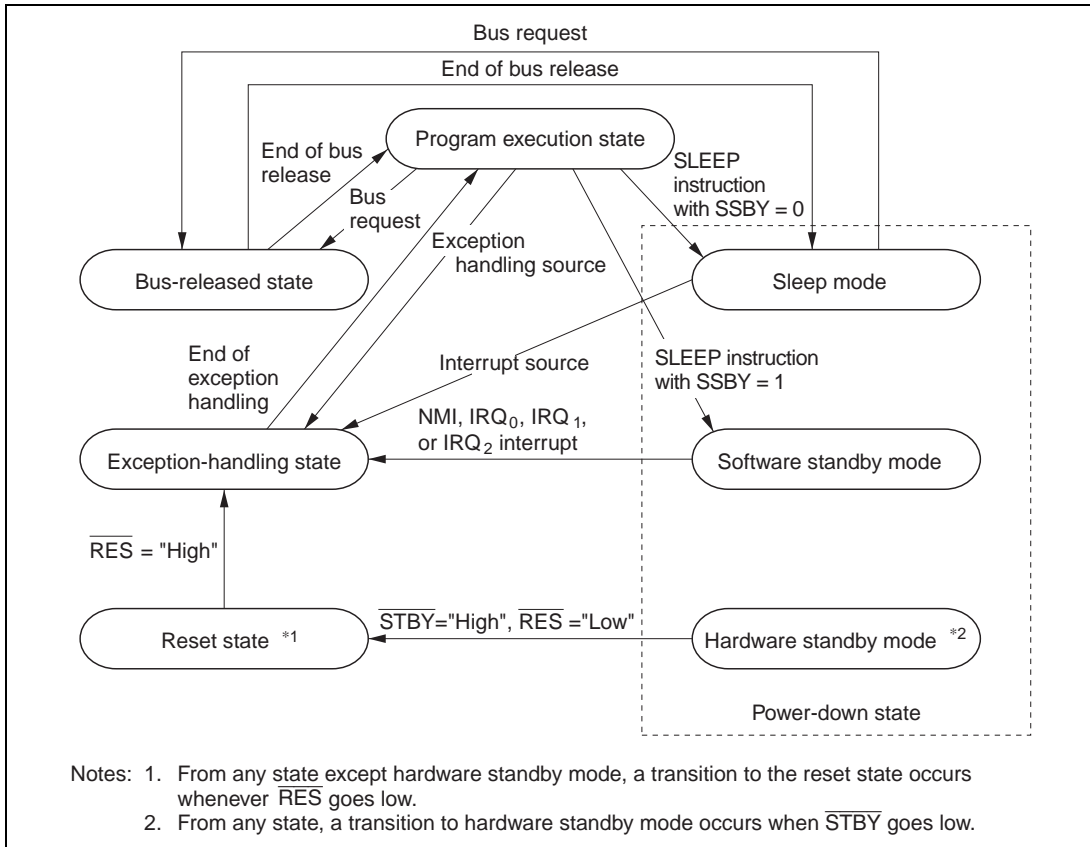 Bus request
End of bus release
Program execution state
End of bus
release
Bus
request
SLEEP
instruction
with SSBY = 0
Exception
handling source
Bus-released state
Sleep mode
End of
exception
handling
Interrupt source
SLEEP instruction
with SSBY = 1
NMI, IRQ0, IRQ1,
or IRQ2 interrupt
Exception-handling state
Software standby mode
RES = "High"
STBY="High", RES ="Low"
Reset state *1
Hardware standby mode *2
Power-down state
Notes: 1. From any state except hardware standby mode, a transition to the reset state occurs
whenever RES goes low.
2. From any state, a transition to hardware standby mode occurs when STBY goes low.